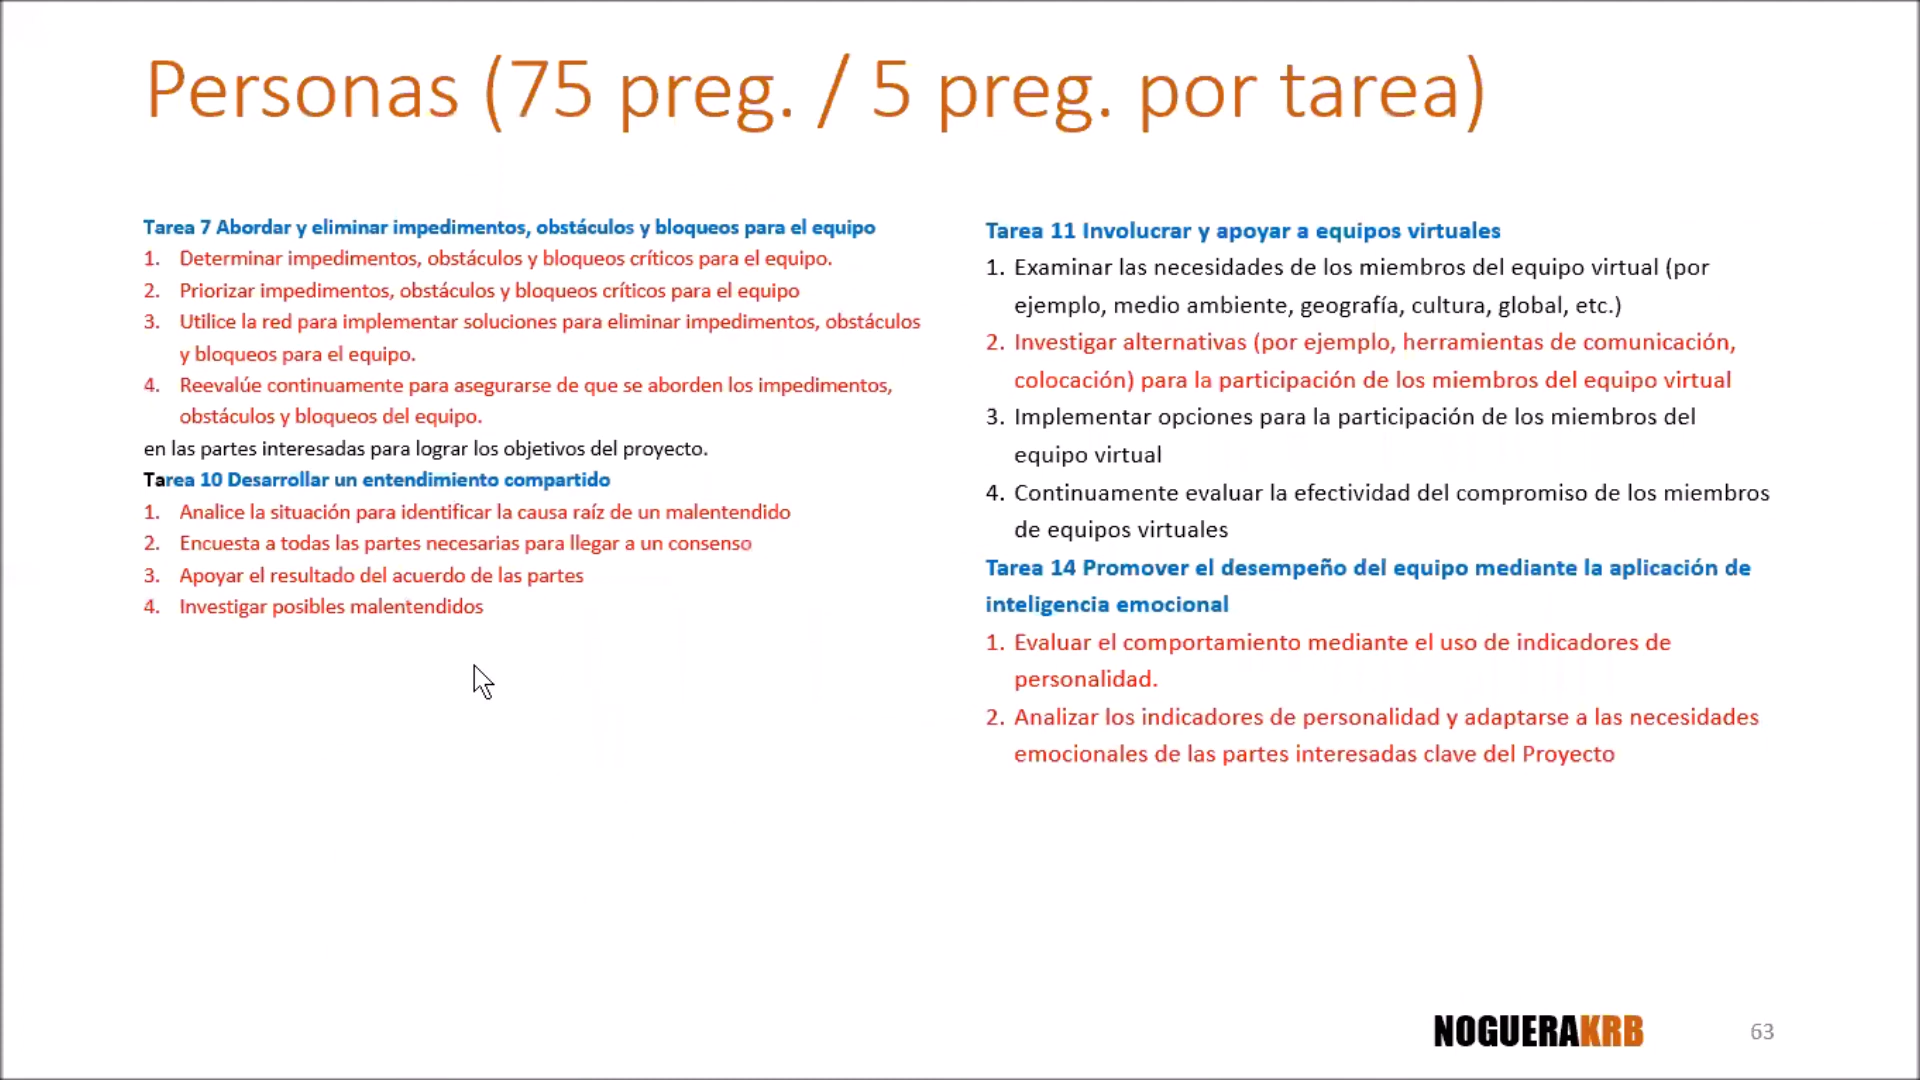 Personas (75 preg. / 5 preg. por tarea)
Tarea 7 Abordar y eliminar impedimentos, obstáculos y bloqueos para el equipo
1. Determinar impedimentos, obstáculos y bloqueos críticos para el equipo.
2. Priorizar impedimentos, obstáculos y bloqueos críticos para el equipo
3. Utilice la red para implementar soluciones para eliminar impedimentos, obstáculos
y bloqueos para el equipo.
4. Reevalúe continuamente para asegurarse de que se aborden los impedimentos,
obstáculos y bloqueos del equipo.
en las partes interesadas para lograr los objetivos del proyecto.
Tarea 10 Desarrollar un entendimiento compartido
1. Analice la situación para identificar la causa raíz de un malentendido
2. Encuesta a todas las partes necesarias para llegar a un consenso
3. Apoyar el resultado del acuerdo de las partes
4. Investigar posibles malentendidos
Tarea 11 Involucrar y apoyar a equipos virtuales
1. Examinar las necesidades de los miembros del equipo virtual (por
ejemplo, medio ambiente, geografía, cultura, global, etc.)
2. Investigar alternativas (por ejemplo, herramientas de comunicación,
colocación) para la participación de los miembros del equipo virtual
3. Implementar opciones para la participación de los miembros del
equipo virtual
4. Continuamente evaluar la efectividad del compromiso de los miembros
de equipos virtuales
Tarea 14 Promover el desempeño del equipo mediante la aplicación de
inteligencia emocional
1. Evaluar el comportamiento mediante el uso de indicadores de
personalidad.
2. Analizar los indicadores de personalidad y adaptarse a las necesidades
emocionales de las partes interesadas clave del Proyecto
NOGUERAKRB
63